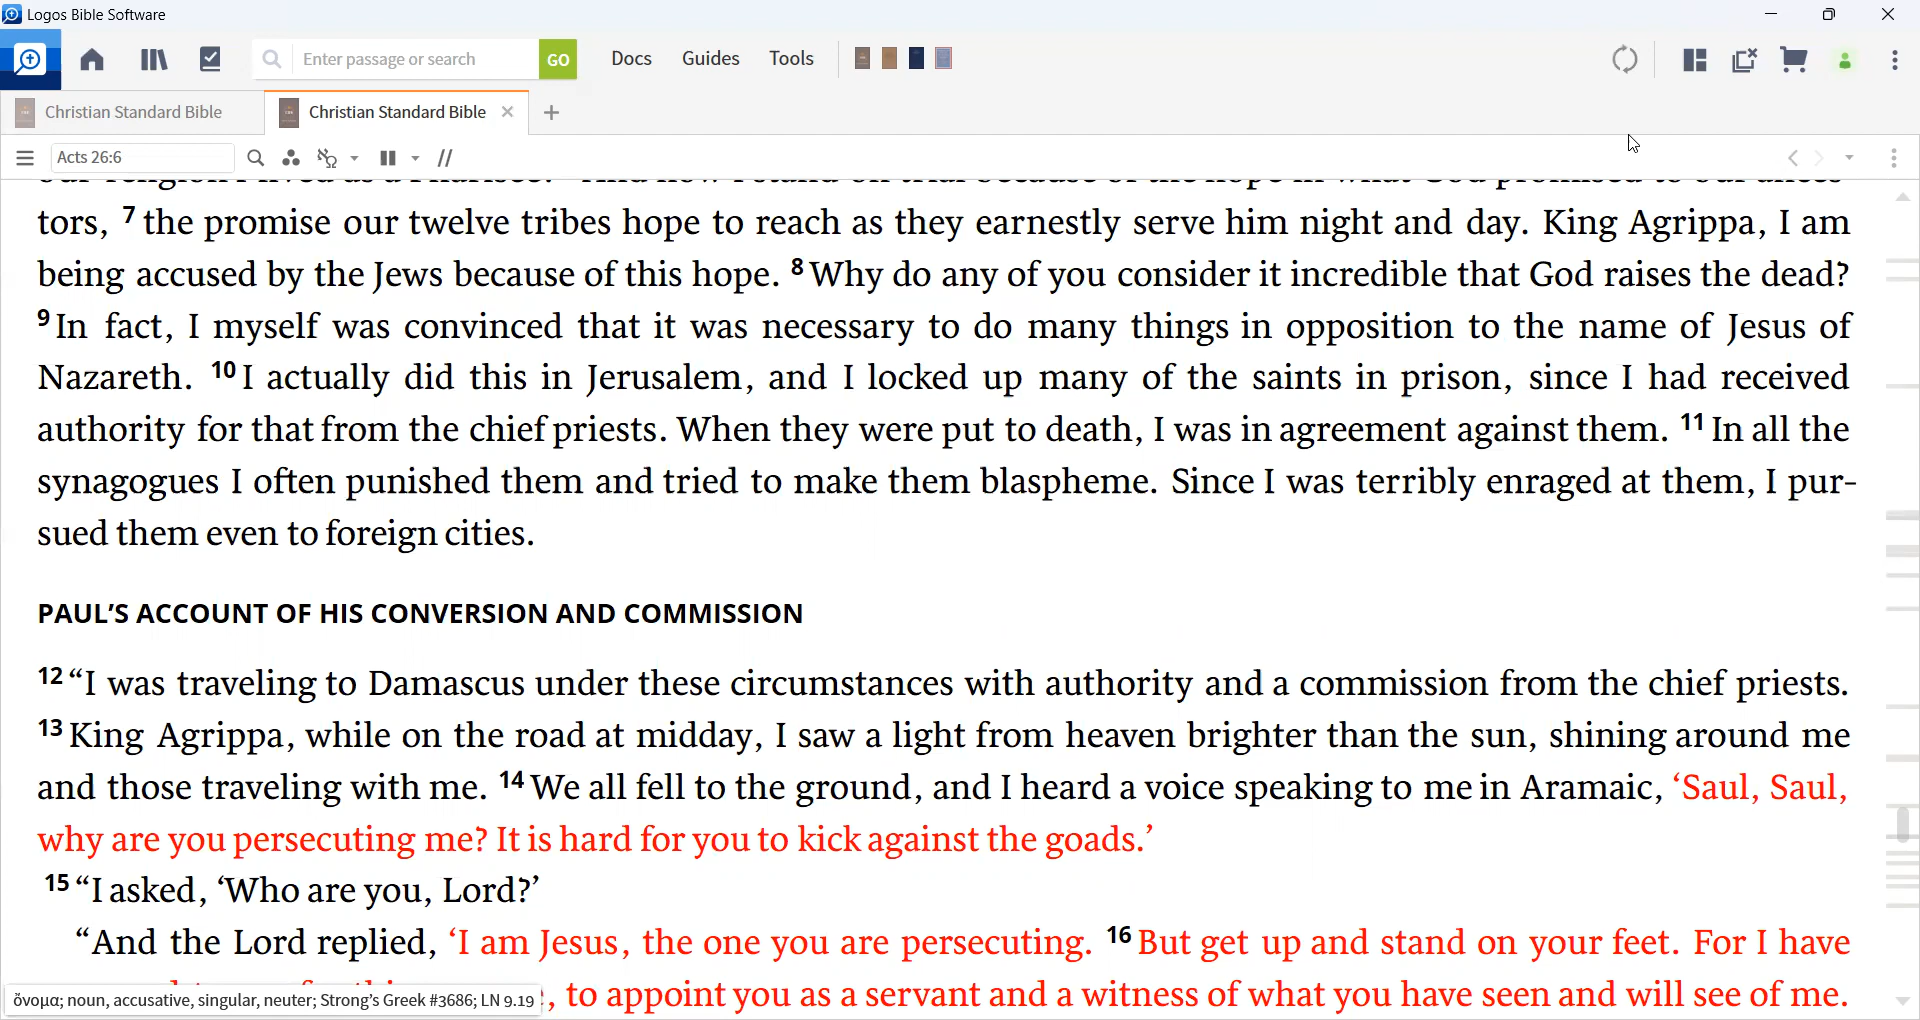 Logos Bible Software
Enter passage or search GO Docs Guides Tools
Christian Standard Bible Christian Standard Bible
Acts 26:6
tors, 7 the promise our twelve tribes hope to reach as they earnestly serve him night and day. King Agrippa, I am
being accused by the Jews because of this hope. 8 Why do any of you consider it incredible that God raises the dead?
9 In fact, I myself was convinced that it was necessary to do many things in opposition to the name of Jesus of
Nazareth. 10 I actually did this in Jerusalem, and I locked up many of the saints in prison, since I had received
authority for that from the chief priests. When they were put to death, I was in agreement against them. 11 In all the
synagogues I often punished them and tried to make them blaspheme. Since I was terribly enraged at them, I pur-
sued them even to foreign cities.
PAUL’S ACCOUNT OF HIS CONVERSION AND COMMISSION
12 “I was traveling to Damascus under these circumstances with authority and a commission from the chief priests.
13 King Agrippa, while on the road at midday, I saw a light from heaven brighter than the sun, shining around me
and those traveling with me. 14 We all fell to the ground, and I heard a voice speaking to me in Aramaic, ‘Saul, Saul,
why are you persecuting me? It is hard for you to kick against the goads.’
15 “I asked, ‘Who are you, Lord?’
“And the Lord replied, ‘I am Jesus, the one you are persecuting. 16 But get up and stand on your feet. For I have
, to appoint you as a servant and a witness of what you have seen and will see of me.
ὄνομα; noun, accusative, singular, neuter; Strong’s Greek #3686; LN 9.19